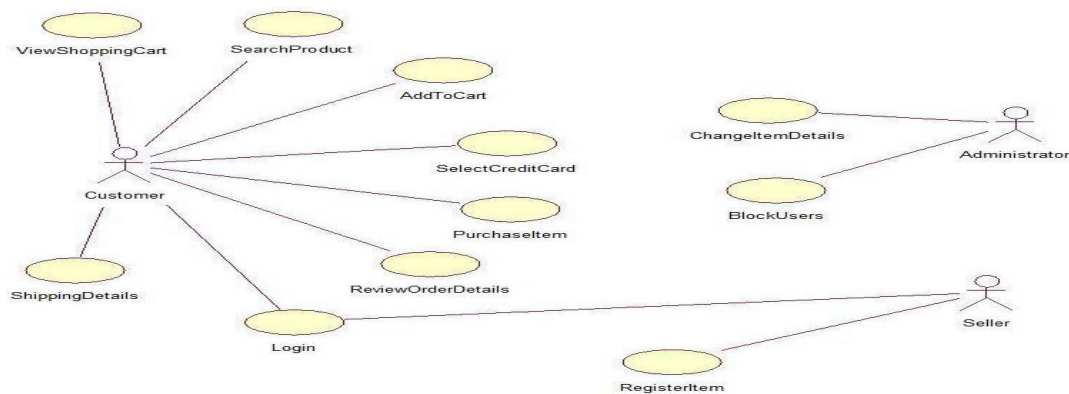 ViewShoppingCart
SearchProduct
AddToCart
ChangeItemDetails
Administrator
SelectCreditCard
Customer
BlockUsers
PurchaseItem
ShippingDetails
ReviewOrderDetails
Seller
Login
RegisterItem